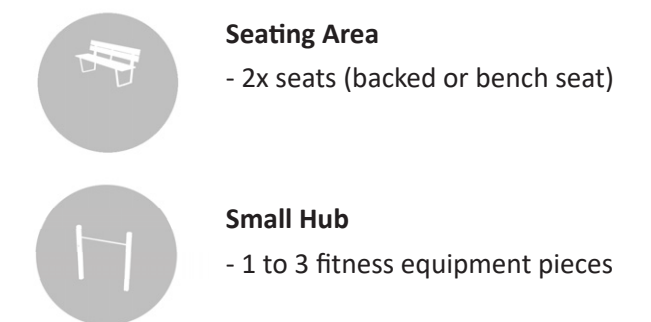 Seating Area
- 2x seats (backed or bench seat)
Small Hub
- 1 to 3 fitness equipment pieces